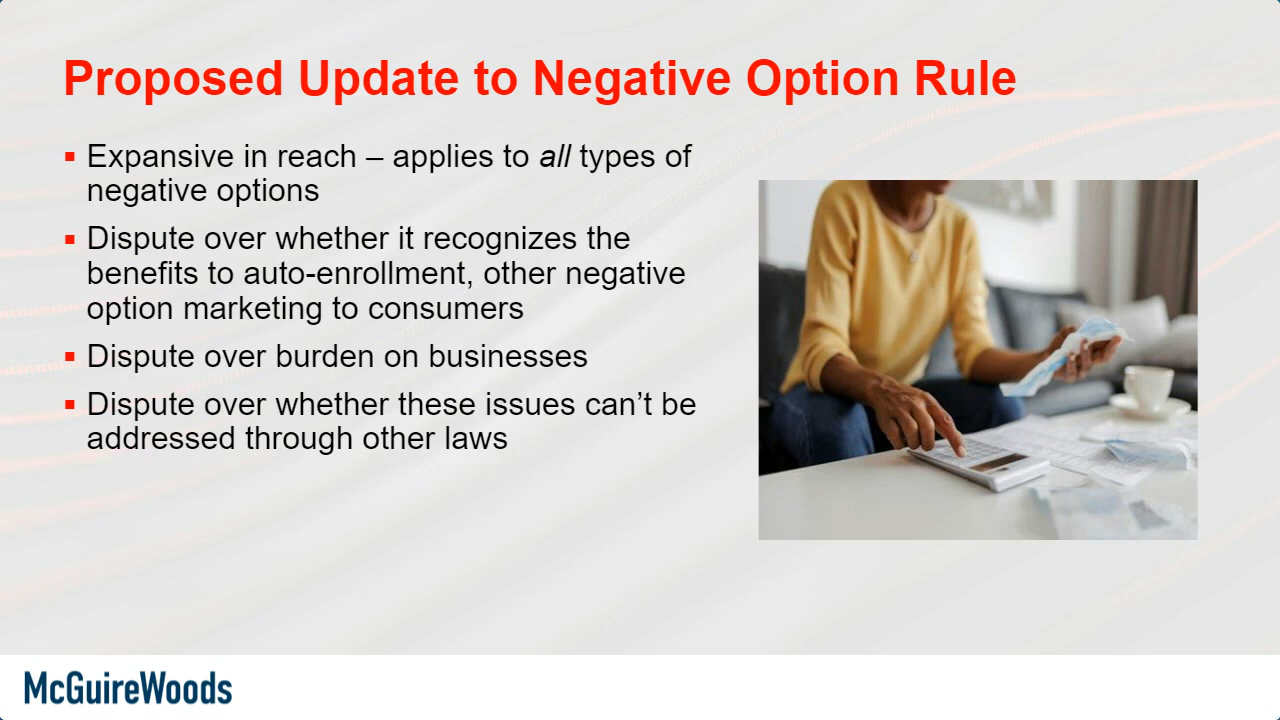 Proposed Update to Negative Option Rule
Expansive in reach – applies to all types of
negative options
Dispute over whether it recognizes the
benefits to auto-enrollment, other negative
option marketing to consumers
Dispute over burden on businesses
Dispute over whether these issues can’t be
addressed through other laws
McGuireWoods